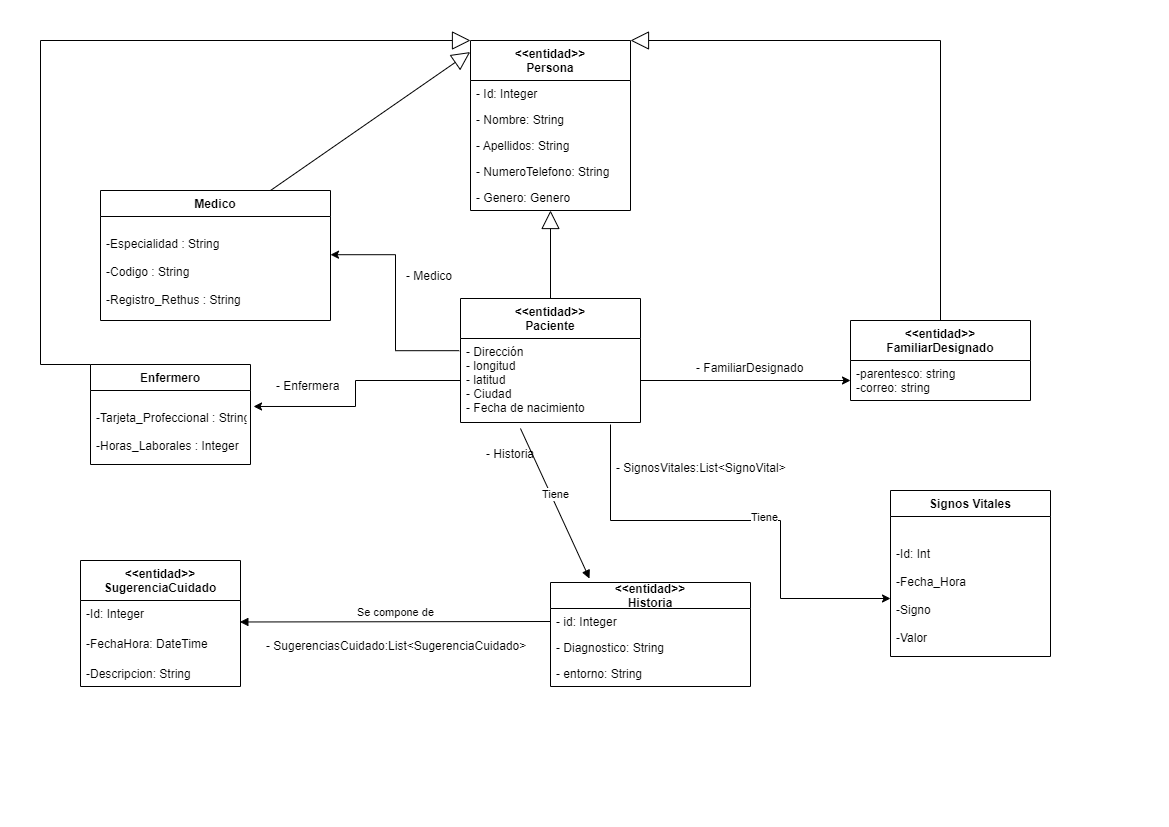 <<entidad>>
Persona
- Id: Integer
- Nombre: String
- Apellidos: String
- NumeroTelefono: String
- Genero: Genero
Medico
-Especialidad : String
-Codigo : String
-Registro_Rethus : String
- Medico
<<entidad>>
Paciente
- Dirección
- longitud
- latitud
- Ciudad
- Fecha de nacimiento
- FamiliarDesignado
<<entidad>>
FamiliarDesignado
-parentesco: string
-correo: string
Enfermero
-Tarjeta_Profeccional : String
-Horas_Laborales : Integer
- Enfermera
- Historia
Tiene
- SignosVitales:List<SignoVital>
Tiene
Signos Vitales
-Id: Int
-Fecha_Hora
-Signo
-Valor
<<entidad>>
SugerenciaCuidado
-Id: Integer
-FechaHora: DateTime
-Descripcion: String
Se compone de
- SugerenciasCuidado:List<SugerenciaCuidado>
<<entidad>>
Historia
- id: Integer
- Diagnostico: String
- entorno: String